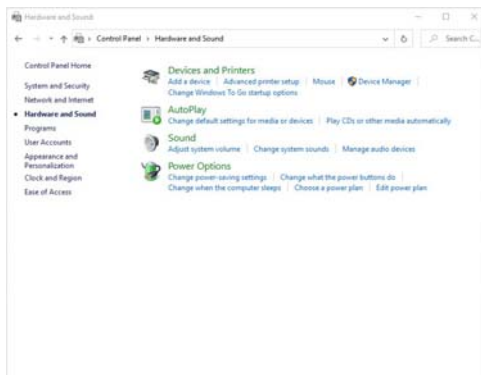 Hardware and Sound
Control Panel › Hardware and Sound
Search C...
Control Panel Home
System and Security
Network and Internet
Hardware and Sound
Programs
User Accounts
Appearance and
Personalization
Clock and Region
Ease of Access
Devices and Printers
Add a device | Advanced printer setup | Mouse | Device Manager
Change Windows To Go startup options
AutoPlay
Change default settings for media or devices | Play CDs or other media automatically
Sound
Adjust system volume | Change system sounds | Manage audio devices
Power Options
Change power-saving settings | Change what the power buttons do
Change when the computer sleeps | Choose a power plan | Edit power plan